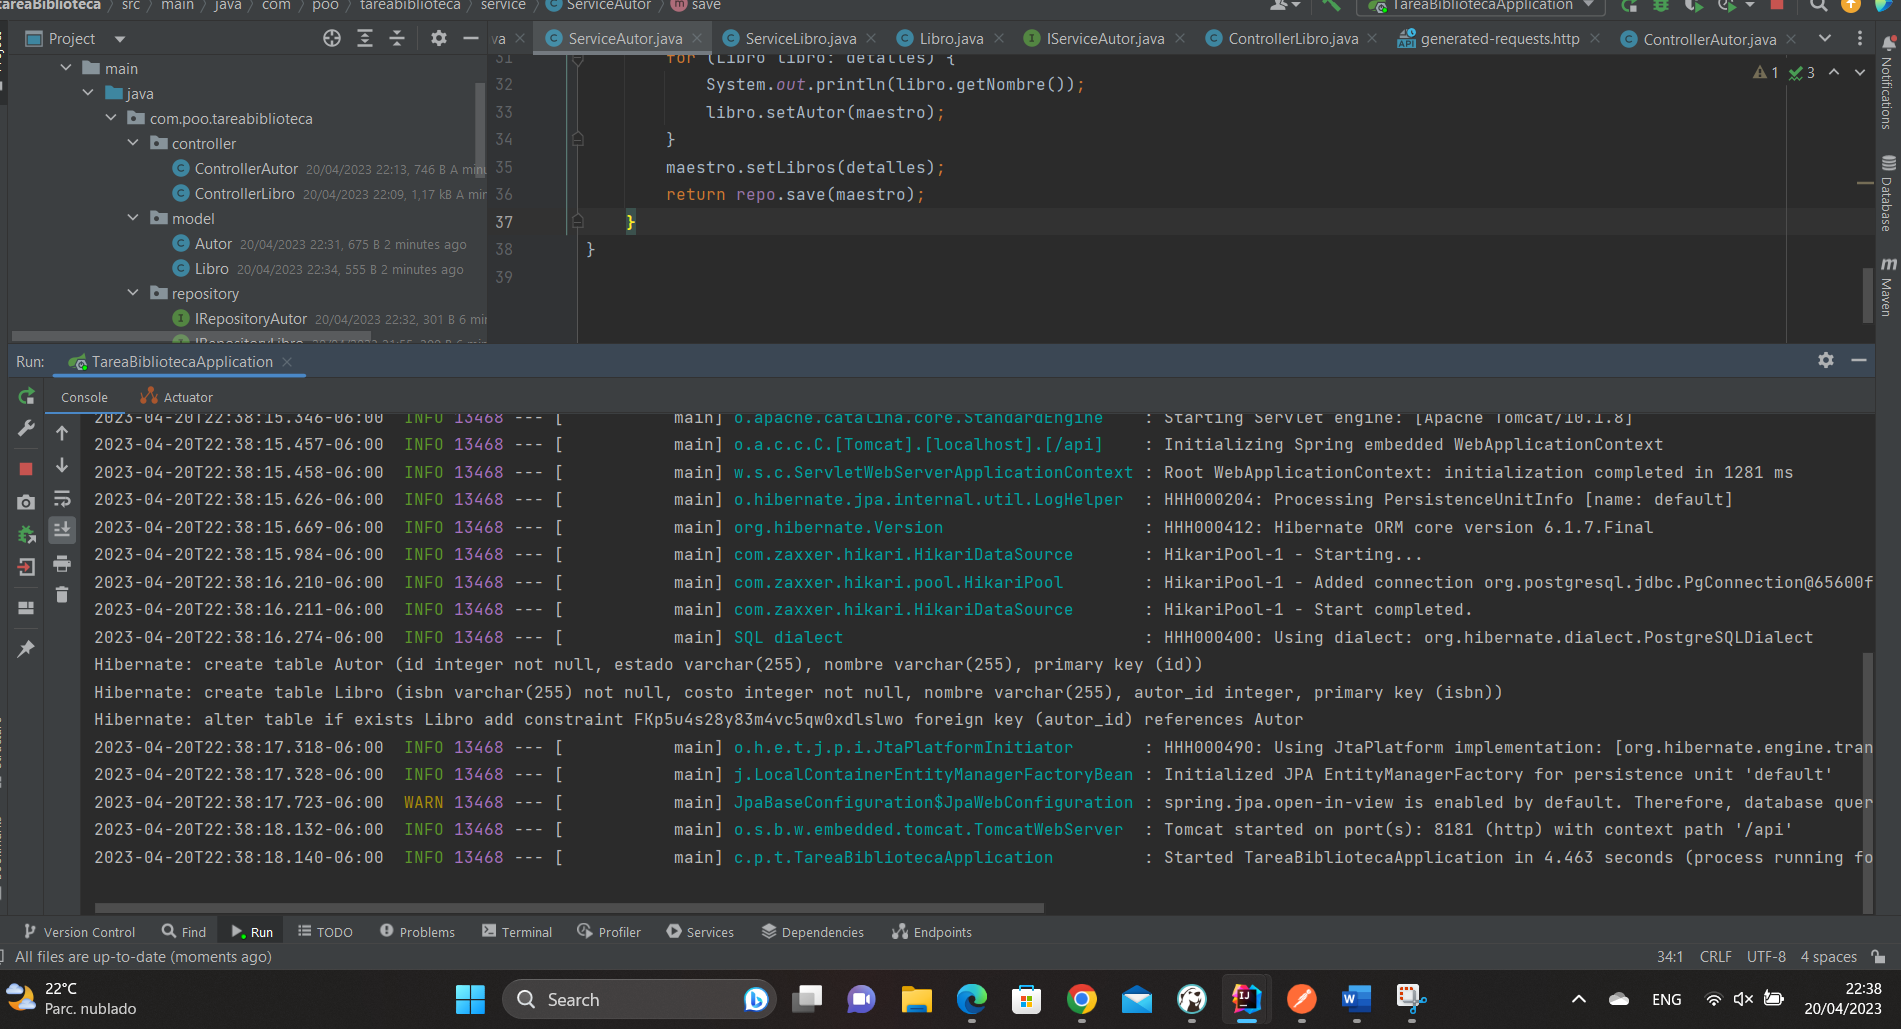 tareaBiblioteca / src / main / java / com / poo / tareabiblioteca / service / ServiceAutor / save
TareaBibliotecaApplication
Project
va × ServiceAutor.java × ServiceLibro.java × Libro.java × IServiceAutor.java × ControllerLibro.java × generated-requests.http × ControllerAutor.java ×
Notifications
Database
Maven
main
java
com.poo.tareabiblioteca
controller
ControllerAutor 20/04/2023 22:13, 746 B A minu
ControllerLibro 20/04/2023 22:09, 1,17 kB A min
model
Autor 20/04/2023 22:31, 675 B 2 minutes ago
Libro 20/04/2023 22:34, 555 B 2 minutes ago
repository
IRepositoryAutor 20/04/2023 22:32, 301 B 6 min
1 3
31 for (Libro libro: detalles) {
32 System.out.println(libro.getNombre());
33 libro.setAutor(maestro);
34 }
35 maestro.setLibros(detalles);
36 return repo.save(maestro);
37 }
38 }
39
Run: TareaBibliotecaApplication ×
Console Actuator
2023-04-20T22:38:15.346-06:00 INFO 13468 --- [ main] o.apache.catalina.core.StandardEngine : Starting Servlet engine: [Apache Tomcat/10.1.8]
2023-04-20T22:38:15.457-06:00 INFO 13468 --- [ main] o.a.c.c.C.[Tomcat].[localhost].[/api] : Initializing Spring embedded WebApplicationContext
2023-04-20T22:38:15.458-06:00 INFO 13468 --- [ main] w.s.c.ServletWebServerApplicationContext : Root WebApplicationContext: initialization completed in 1281 ms
2023-04-20T22:38:15.626-06:00 INFO 13468 --- [ main] o.hibernate.jpa.internal.util.LogHelper : HHH000204: Processing PersistenceUnitInfo [name: default]
2023-04-20T22:38:15.669-06:00 INFO 13468 --- [ main] org.hibernate.Version : HHH000412: Hibernate ORM core version 6.1.7.Final
2023-04-20T22:38:15.984-06:00 INFO 13468 --- [ main] com.zaxxer.hikari.HikariDataSource : HikariPool-1 - Starting...
2023-04-20T22:38:16.210-06:00 INFO 13468 --- [ main] com.zaxxer.hikari.pool.HikariPool : HikariPool-1 - Added connection org.postgresql.jdbc.PgConnection@65600f
2023-04-20T22:38:16.211-06:00 INFO 13468 --- [ main] com.zaxxer.hikari.HikariDataSource : HikariPool-1 - Start completed.
2023-04-20T22:38:16.274-06:00 INFO 13468 --- [ main] SQL dialect : HHH000400: Using dialect: org.hibernate.dialect.PostgreSQLDialect
Hibernate: create table Autor (id integer not null, estado varchar(255), nombre varchar(255), primary key (id))
Hibernate: create table Libro (isbn varchar(255) not null, costo integer not null, nombre varchar(255), autor_id integer, primary key (isbn))
Hibernate: alter table if exists Libro add constraint FKp5u4s28y83m4vc5qw0xdlslwo foreign key (autor_id) references Autor
2023-04-20T22:38:17.318-06:00 INFO 13468 --- [ main] o.h.e.t.j.p.i.JtaPlatformInitiator : HHH000490: Using JtaPlatform implementation: [org.hibernate.engine.tran
2023-04-20T22:38:17.328-06:00 INFO 13468 --- [ main] j.LocalContainerEntityManagerFactoryBean : Initialized JPA EntityManagerFactory for persistence unit 'default'
2023-04-20T22:38:17.723-06:00 WARN 13468 --- [ main] JpaBaseConfiguration$JpaWebConfiguration : spring.jpa.open-in-view is enabled by default. Therefore, database quer
2023-04-20T22:38:18.132-06:00 INFO 13468 --- [ main] o.s.b.w.embedded.tomcat.TomcatWebServer : Tomcat started on port(s): 8181 (http) with context path '/api'
2023-04-20T22:38:18.140-06:00 INFO 13468 --- [ main] c.p.t.TareaBibliotecaApplication : Started TareaBibliotecaApplication in 4.463 seconds (process running fo
Version Control Find Run TODO Problems Terminal Profiler Services Dependencies Endpoints
All files are up-to-date (moments ago)
34:1 CRLF UTF-8 4 spaces
22°C
Parc. nublado
Search
ENG
22:38
20/04/2023